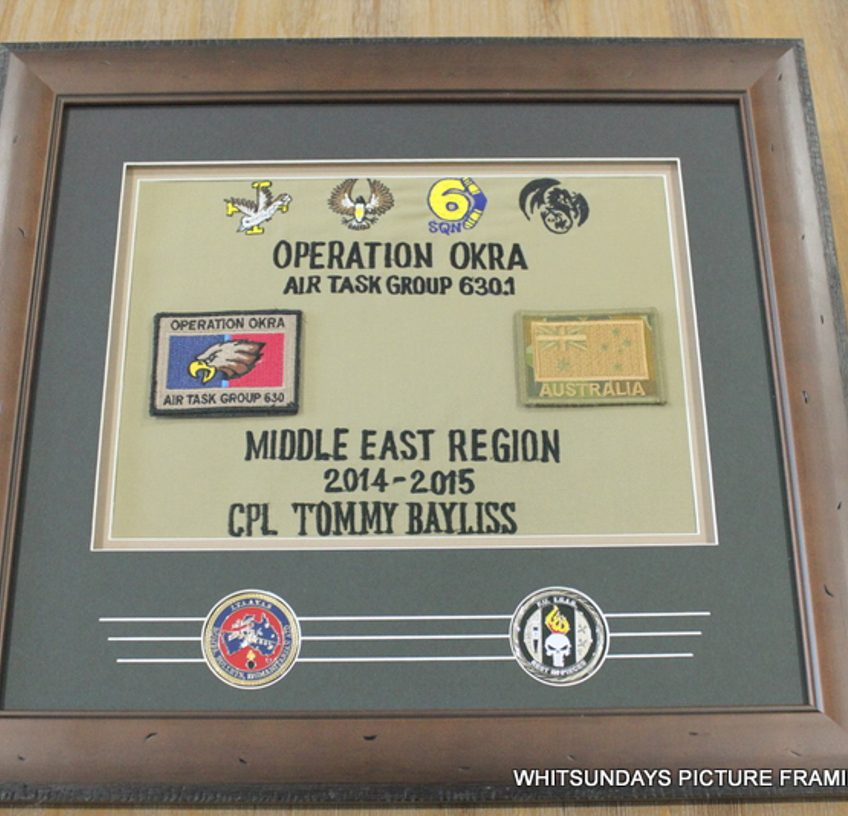 6
SQN
OPERATION OKRA
AIR TASK GROUP 630.1
OPERATION OKRA
AIR TASK GROUP 630
AUSTRALIA
MIDDLE EAST REGION
2014-2015
CPL TOMMY BAYLISS
WHITSUNDAYS PICTURE FRAMI